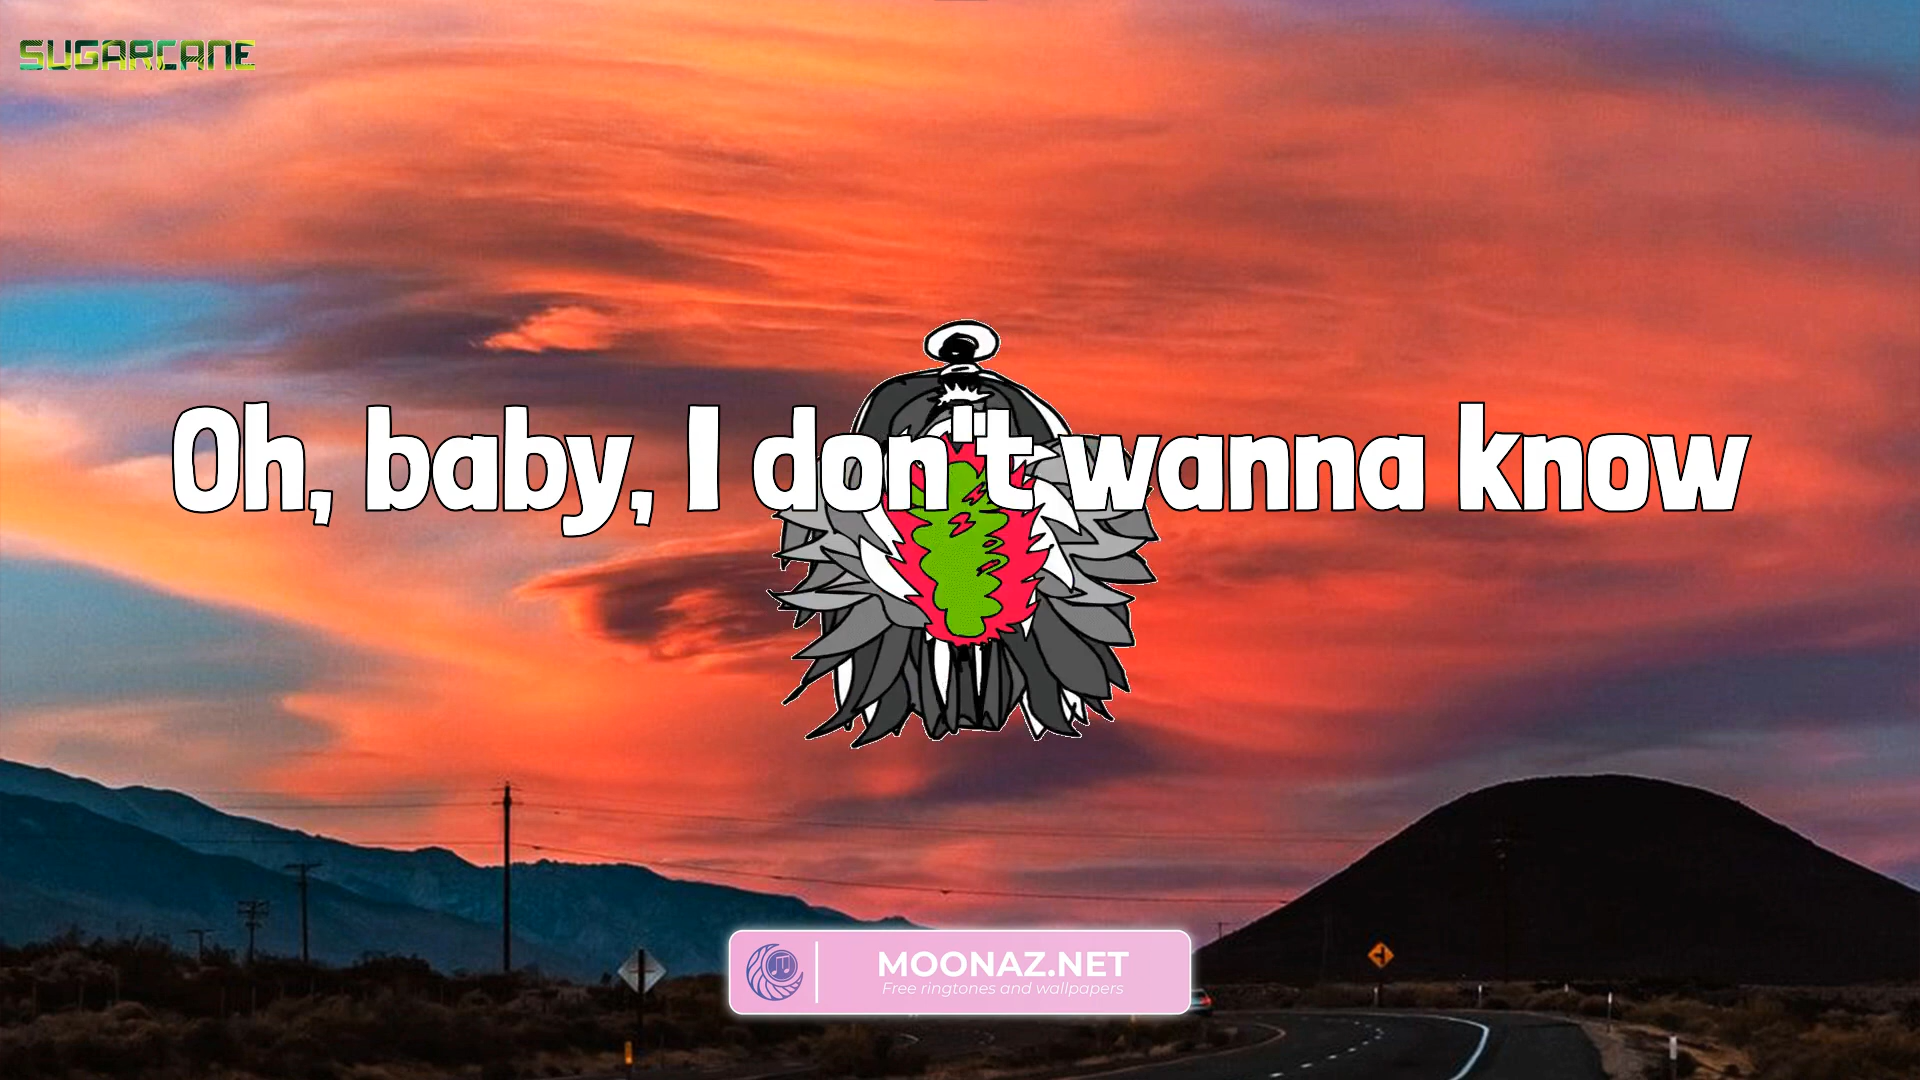 SUGARCANE
Oh, baby, I don"t wanna know
MOONAZ.NET
Free ringtones and wallpapers